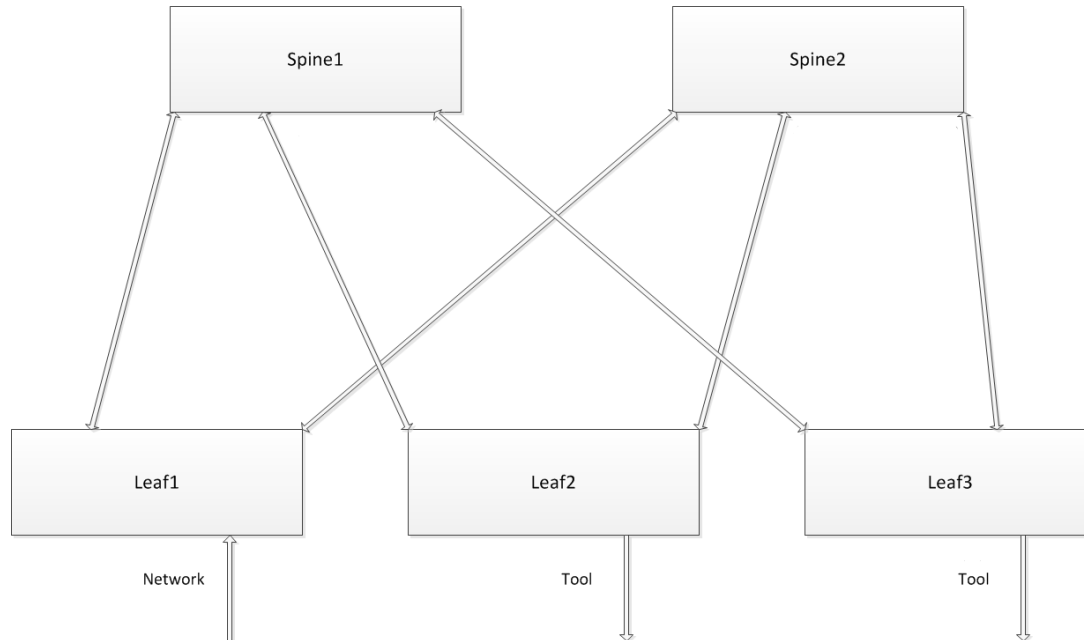 Spine1
Spine2
Leaf1
Leaf2
Leaf3
Network
Tool
Tool